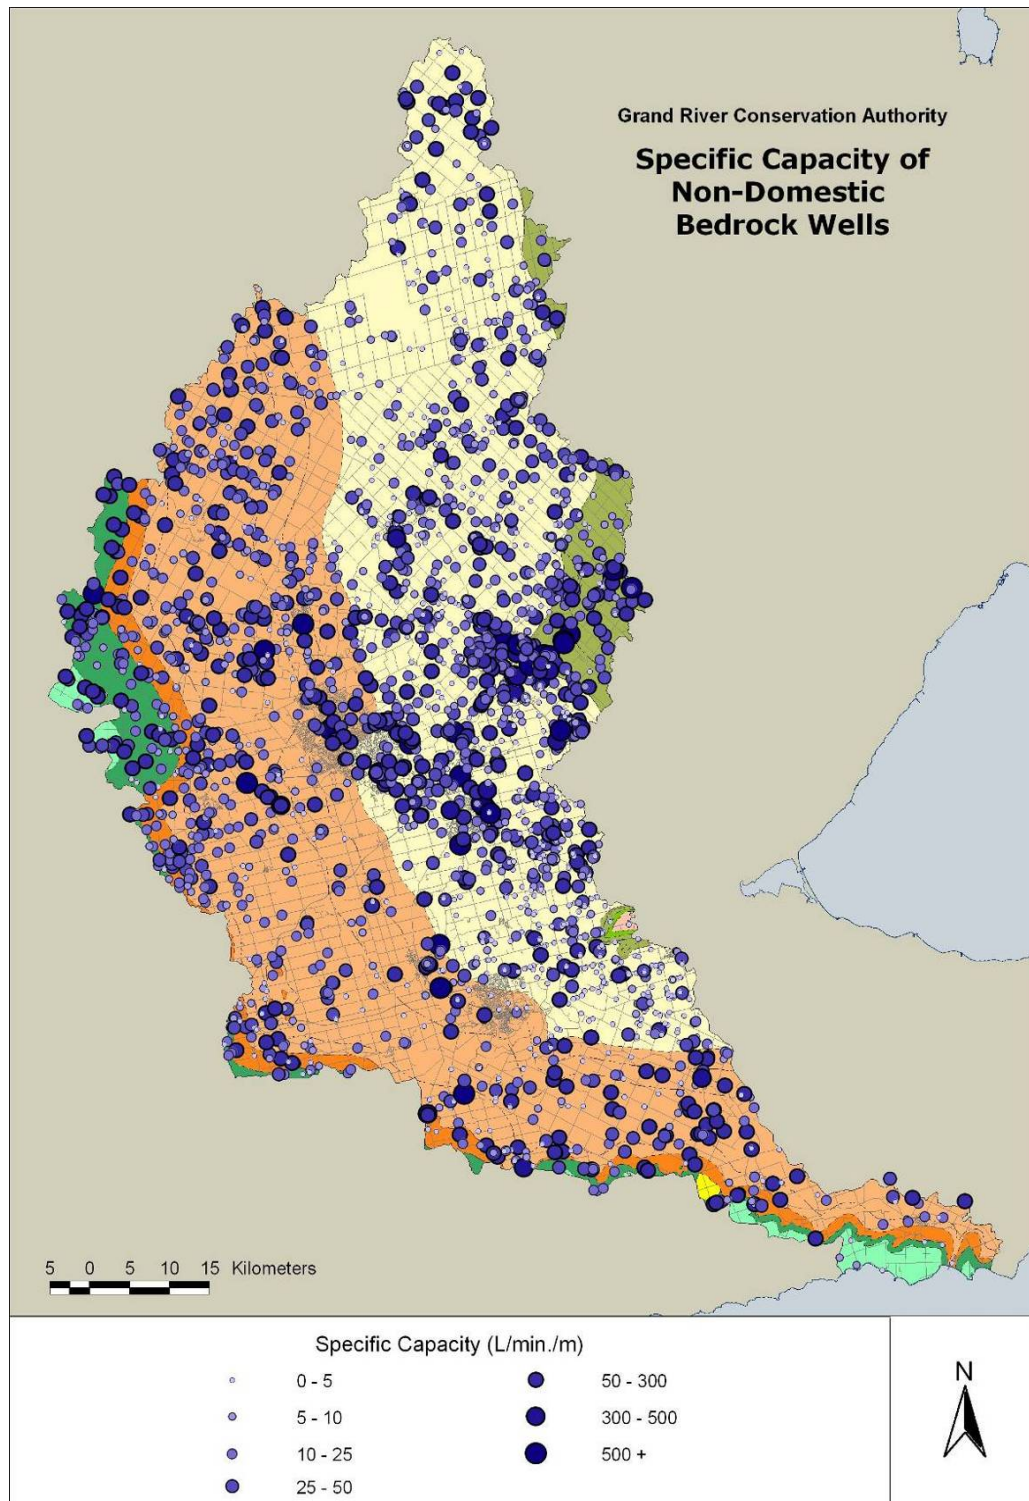 Grand River Conservation Authority
Specific Capacity of
Non-Domestic
Bedrock Wells
5 0 5 10 15 Kilometers
Specific Capacity (L/min./m)
0 - 5
5 - 10
10 - 25
25 - 50
50 - 300
300 - 500
500 +
N